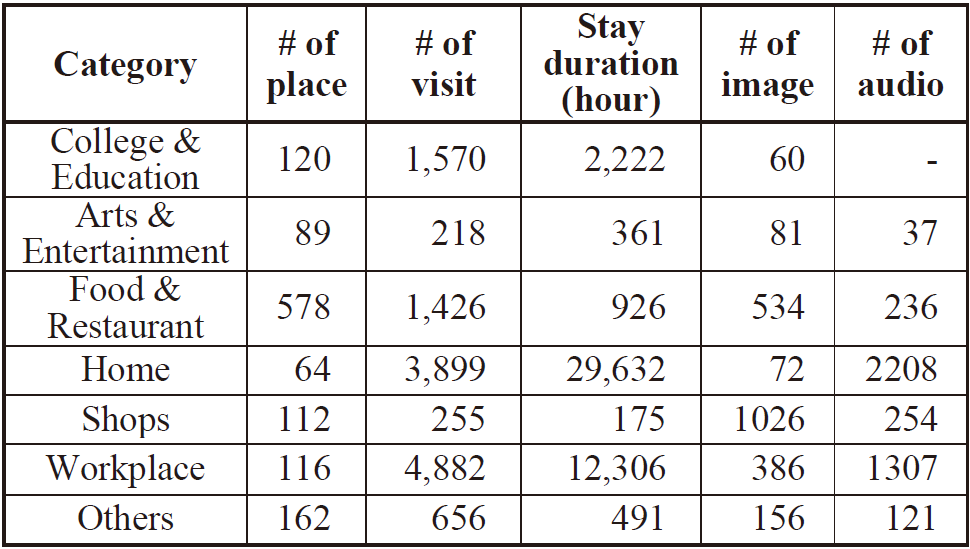 Category # of place # of visit Stay duration (hour) # of image # of audio
College & Education 120 1,570 2,222 60 -
Arts & Entertainment 89 218 361 81 37
Food & Restaurant 578 1,426 926 534 236
Home 64 3,899 29,632 72 2208
Shops 112 255 175 1026 254
Workplace 116 4,882 12,306 386 1307
Others 162 656 491 156 121